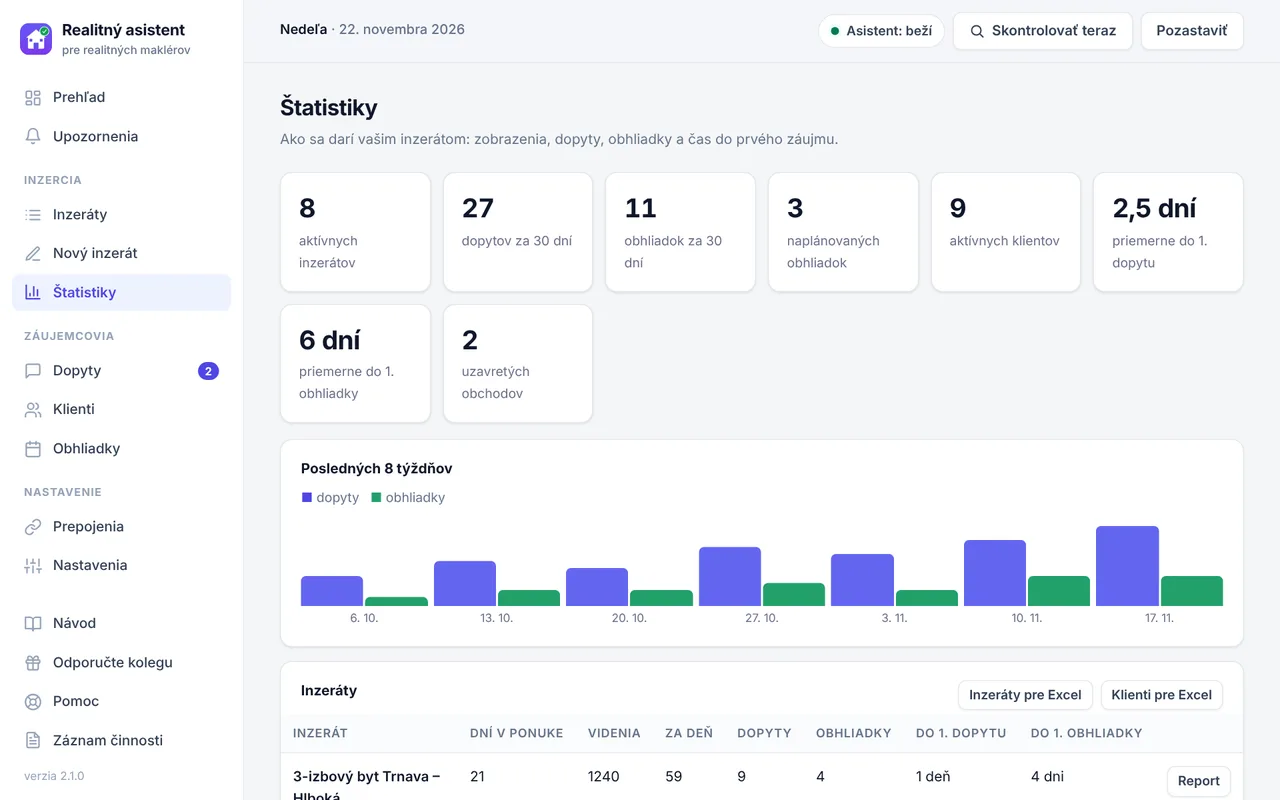 Realitný asistent
pre realitných maklérov
Prehľad
Upozornenia
INZERCIA
Inzeráty
Nový inzerát
Štatistiky
ZÁUJEMCOVIA
Dopyty
2
Klienti
Obhliadky
NASTAVENIE
Prepojenia
Nastavenia
Návod
Odporučte kolegu
Pomoc
Záznam činnosti
verzia 2.1.0
Nedeľa · 22. novembra 2026
Asistent: beží
Skontrolovať teraz
Pozastaviť
Štatistiky
Ako sa darí vašim inzerátom: zobrazenia, dopyty, obhliadky a čas do prvého záujmu.
8
aktívnych
inzerátov
27
dopytov za 30 dní
11
obhliadok za 30
dní
3
naplánovaných
obhliadok
9
aktívnych klientov
2,5 dní
priemerne do 1.
dopytu
6 dní
priemerne do 1.
obhliadky
2
uzavretých
obchodov
Posledných 8 týždňov
dopyty obhliadky
6. 10. 13. 10. 20. 10. 27. 10. 3. 11. 10. 11. 17. 11.
Inzeráty
Inzeráty pre Excel
Klienti pre Excel
INZERÁT DNÍ V PONUKE VIDENIA ZA DEŇ DOPYTY OBHLIADKY DO 1. DOPYTU DO 1. OBHLIADKY
3-izbový byt Trnava – 21 1240 59 9 4 1 deň 4 dni Report
Hlboká